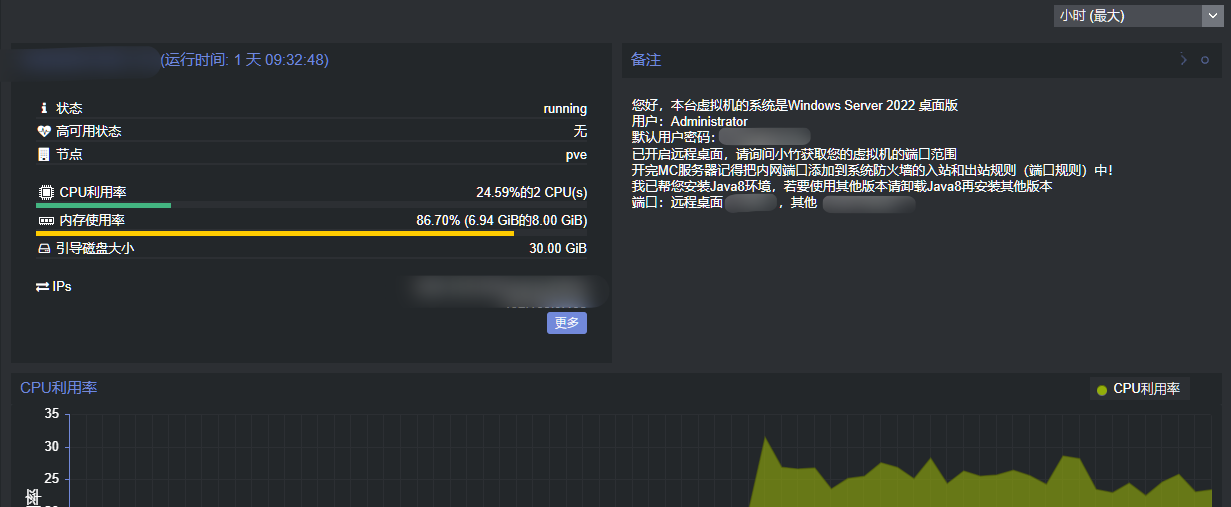 小时 (最大)
(运行时间: 1 天 09:32:48)
状态 running
高可用状态 无
节点 pve
CPU利用率 24.59%的2 CPU(s)
内存使用率 86.70% (6.94 GiB的8.00 GiB)
引导磁盘大小 30.00 GiB
IPs
更多
备注
您好，本台虚拟机的系统是Windows Server 2022 桌面版
用户：Administrator
默认用户密码：
已开启远程桌面，请询问小竹获取您的虚拟机的端口范围
开完MC服务器记得把内网端口添加到系统防火墙的入站和出站规则（端口规则）中！
我已帮您安装Java8环境，若要使用其他版本请卸载Java8再安装其他版本
端口：远程桌面 ，其他
CPU利用率
CPU利用率
35
30
25